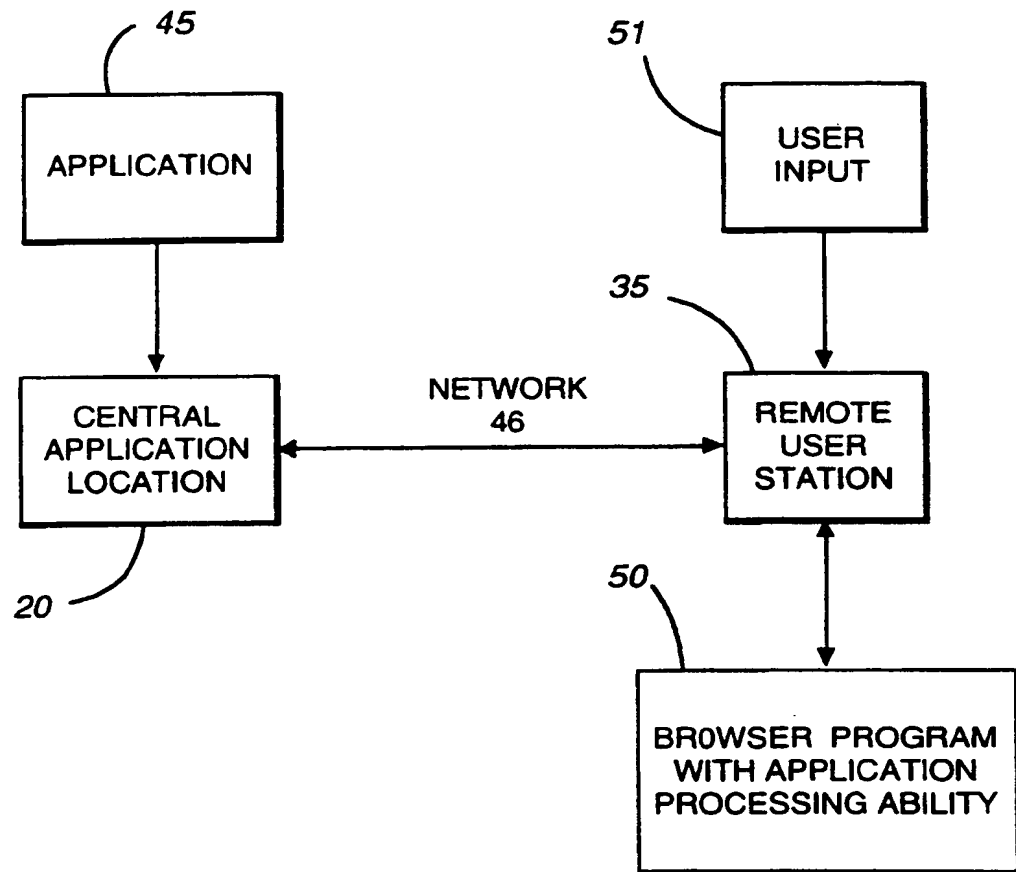 45
APPLICATION
51
USER
INPUT
CENTRAL
APPLICATION
LOCATION
20
NETWORK
46
35
REMOTE
USER
STATION
50
BR0WSER PROGRAM
WITH APPLICATION
PROCESSING ABILITY